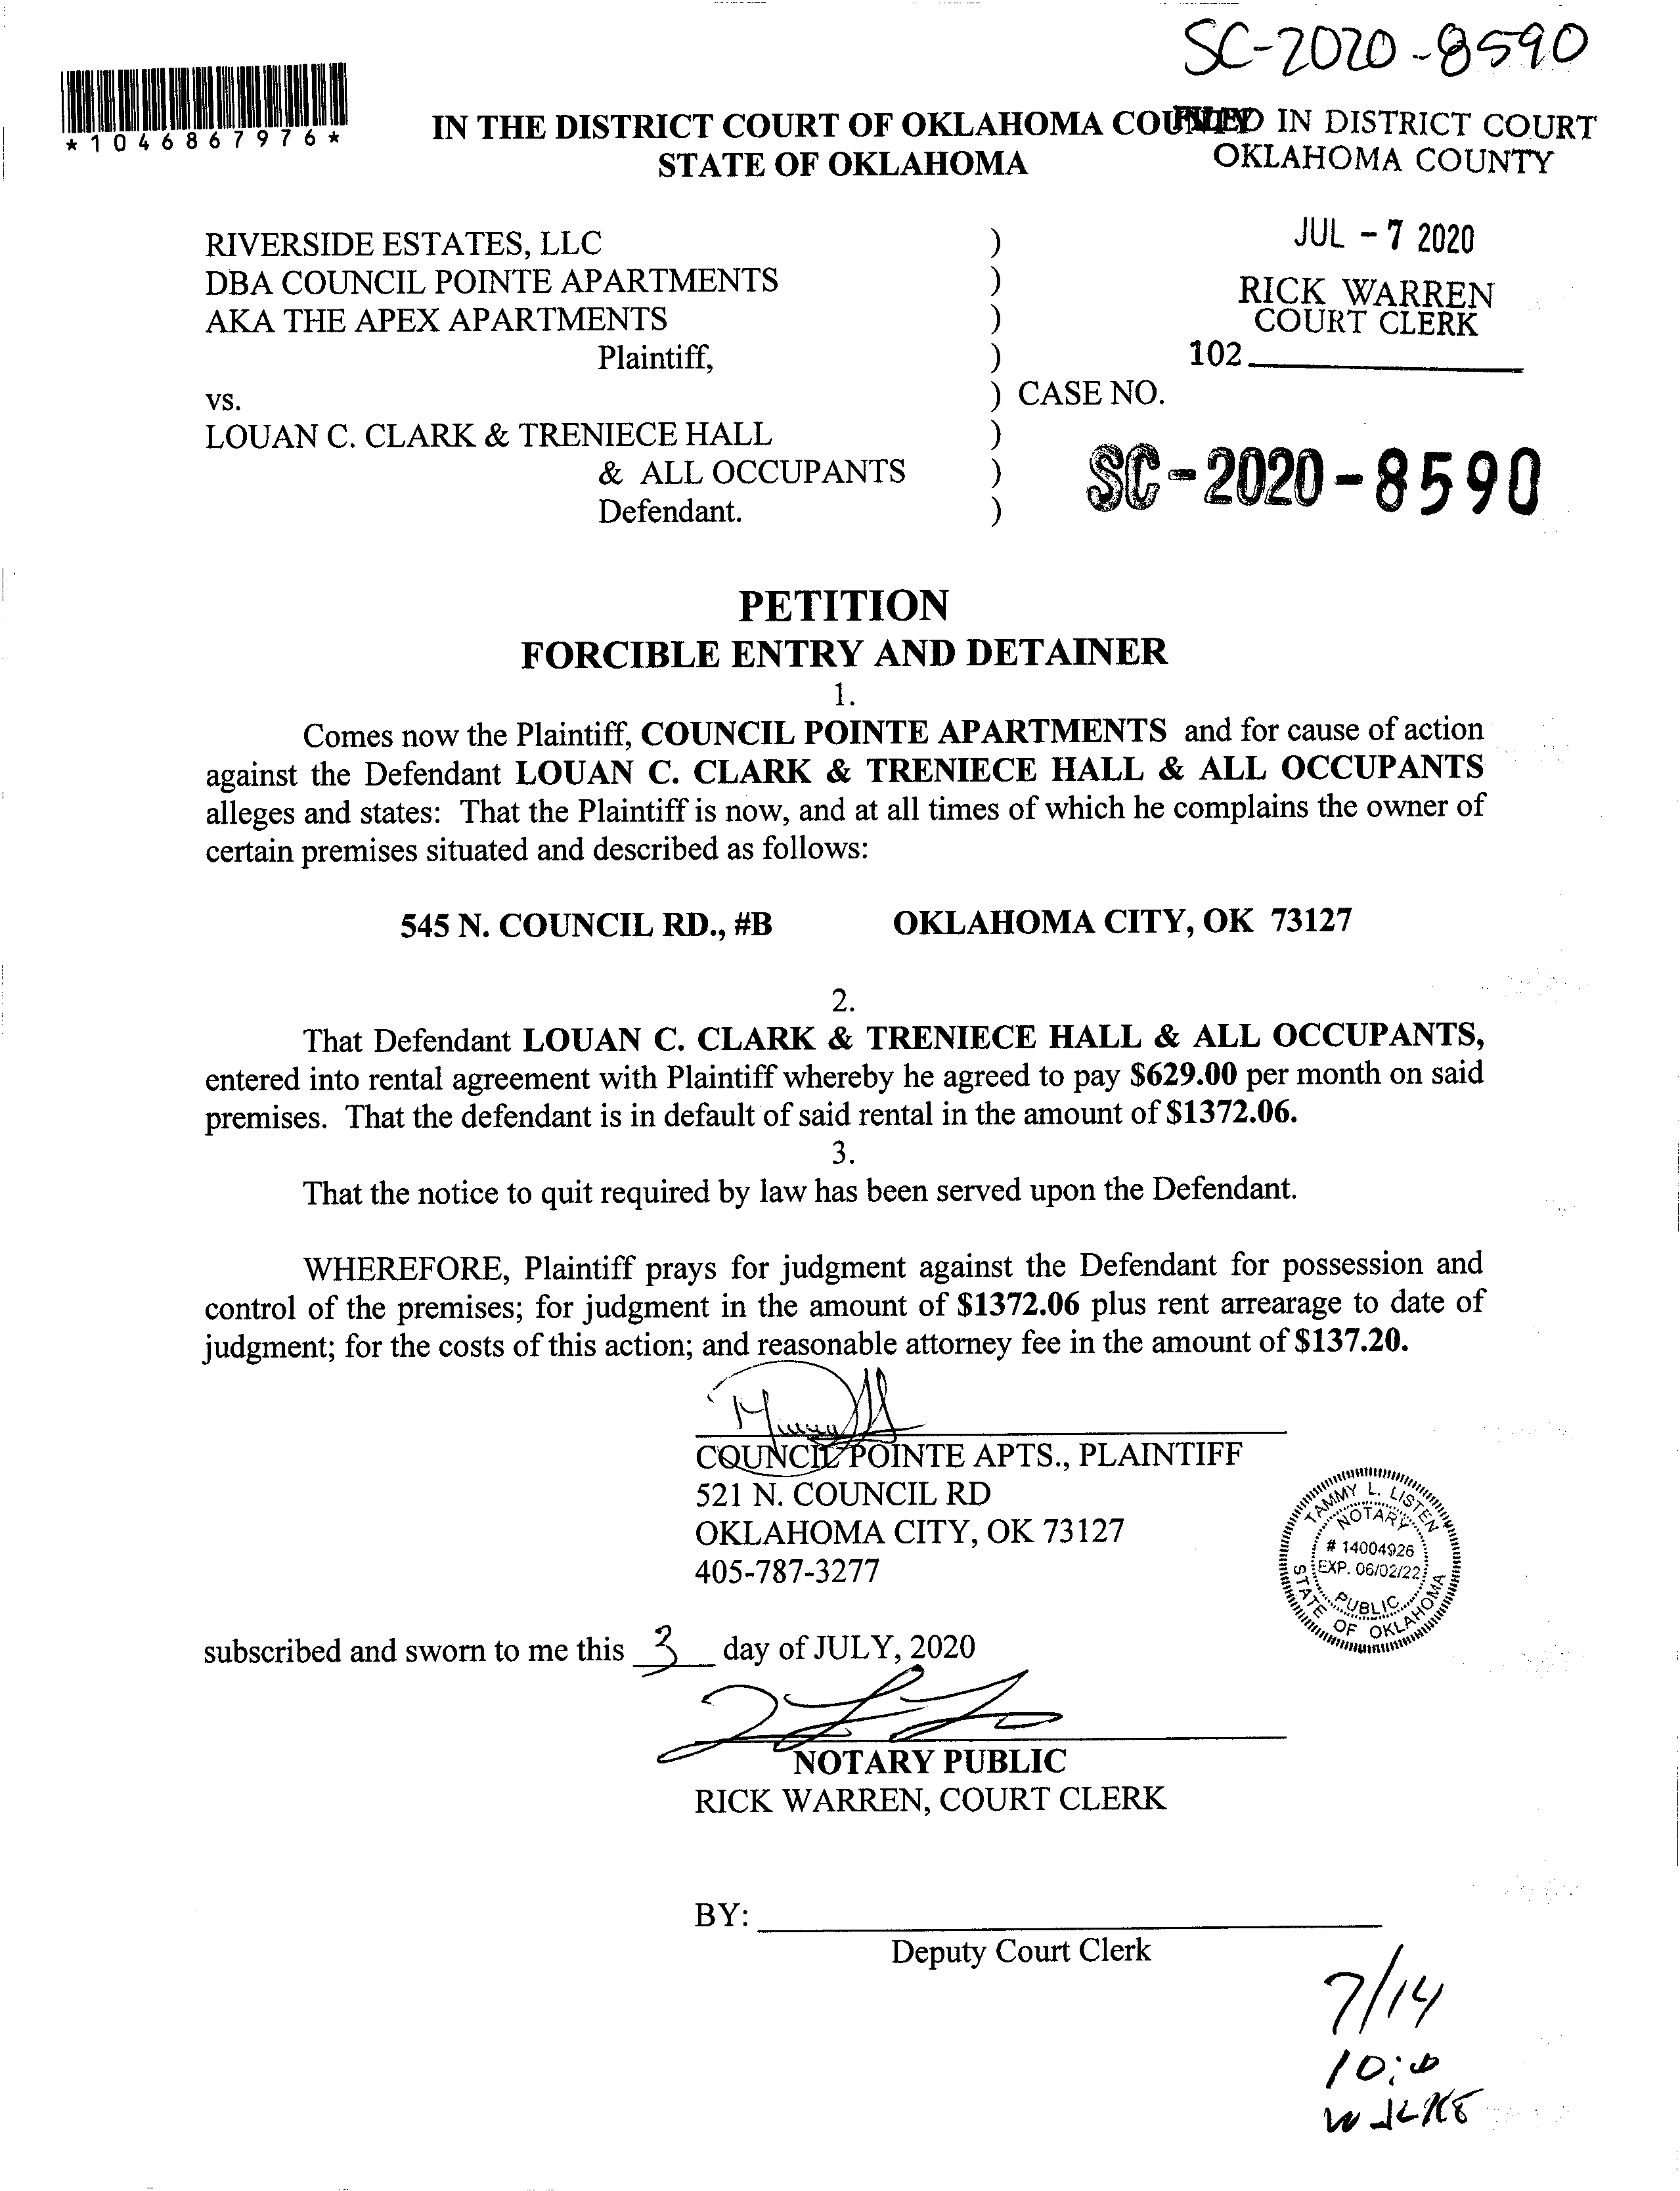 SC-2020-8590
*1046867976*
IN THE DISTRICT COURT OF OKLAHOMA COUNTY
STATE OF OKLAHOMA
FILED IN DISTRICT COURT
OKLAHOMA COUNTY
JUL - 7 2020
RICK WARREN
COURT CLERK
102
RIVERSIDE ESTATES, LLC )
DBA COUNCIL POINTE APARTMENTS )
AKA THE APEX APARTMENTS )
Plaintiff, )
vs. ) CASE NO.
LOUAN C. CLARK & TRENIECE HALL )
& ALL OCCUPANTS )
Defendant. )
SC-2020-8590
PETITION
FORCIBLE ENTRY AND DETAINER
1.
Comes now the Plaintiff, COUNCIL POINTE APARTMENTS and for cause of action
against the Defendant LOUAN C. CLARK & TRENIECE HALL & ALL OCCUPANTS
alleges and states: That the Plaintiff is now, and at all times of which he complains the owner of
certain premises situated and described as follows:
545 N. COUNCIL RD., #B OKLAHOMA CITY, OK 73127
2.
That Defendant LOUAN C. CLARK & TRENIECE HALL & ALL OCCUPANTS,
entered into rental agreement with Plaintiff whereby he agreed to pay $629.00 per month on said
premises. That the defendant is in default of said rental in the amount of $1372.06.
3.
That the notice to quit required by law has been served upon the Defendant.
WHEREFORE, Plaintiff prays for judgment against the Defendant for possession and
control of the premises; for judgment in the amount of $1372.06 plus rent arrearage to date of
judgment; for the costs of this action; and reasonable attorney fee in the amount of $137.20.
COUNCIL POINTE APTS., PLAINTIFF
521 N. COUNCIL RD
OKLAHOMA CITY, OK 73127
405-787-3277
TAMMY L. LISTEN
NOTARY
# 14004926
EXP. 06/02/22
PUBLIC
STATE OF OKLAHOMA
subscribed and sworn to me this 3 day of JULY, 2020
NOTARY PUBLIC
RICK WARREN, COURT CLERK
BY:
Deputy Court Clerk
7/14